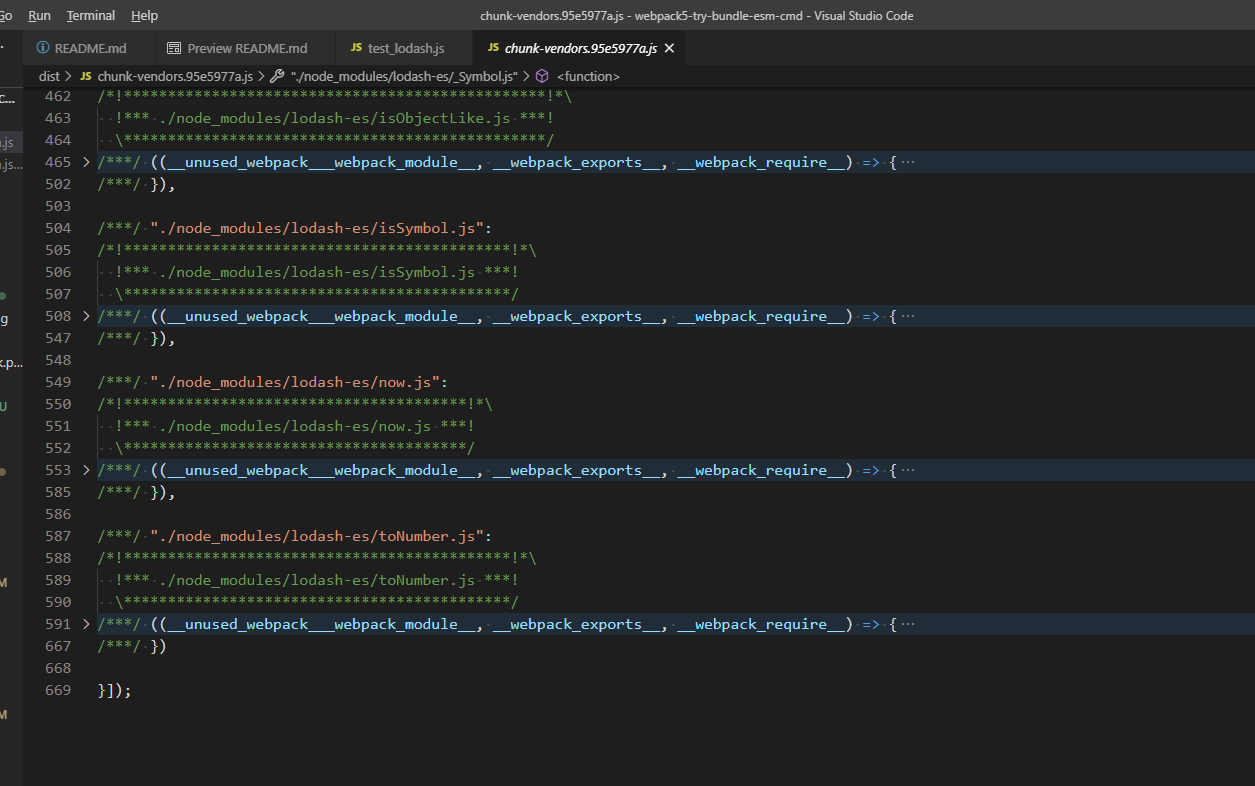 Go Run Terminal Help chunk-vendors.95e5977a.js - webpack5-try-bundle-esm-cmd - Visual Studio Code
README.md Preview README.md JS test_lodash.js JS chunk-vendors.95e5977a.js
dist > JS chunk-vendors.95e5977a.js > "./node_modules/lodash-es/_Symbol.js" > <function>
462 /*!************************************************!*\
463 !*** ./node_modules/lodash-es/isObjectLike.js ***!
464 \************************************************/
465 /***/ ((__unused_webpack___webpack_module__, __webpack_exports__, __webpack_require__) => { ···
502 /***/ }),
503
504 /***/ "./node_modules/lodash-es/isSymbol.js":
505 /*!********************************************!*\
506 !*** ./node_modules/lodash-es/isSymbol.js ***!
507 \********************************************/
508 /***/ ((__unused_webpack___webpack_module__, __webpack_exports__, __webpack_require__) => { ···
547 /***/ }),
548
549 /***/ "./node_modules/lodash-es/now.js":
550 /*!***************************************!*\
551 !*** ./node_modules/lodash-es/now.js ***!
552 \***************************************/
553 /***/ ((__unused_webpack___webpack_module__, __webpack_exports__, __webpack_require__) => { ···
585 /***/ }),
586
587 /***/ "./node_modules/lodash-es/toNumber.js":
588 /*!********************************************!*\
589 !*** ./node_modules/lodash-es/toNumber.js ***!
590 \********************************************/
591 /***/ ((__unused_webpack___webpack_module__, __webpack_exports__, __webpack_require__) => { ···
667 /***/ })
668
669 }]);